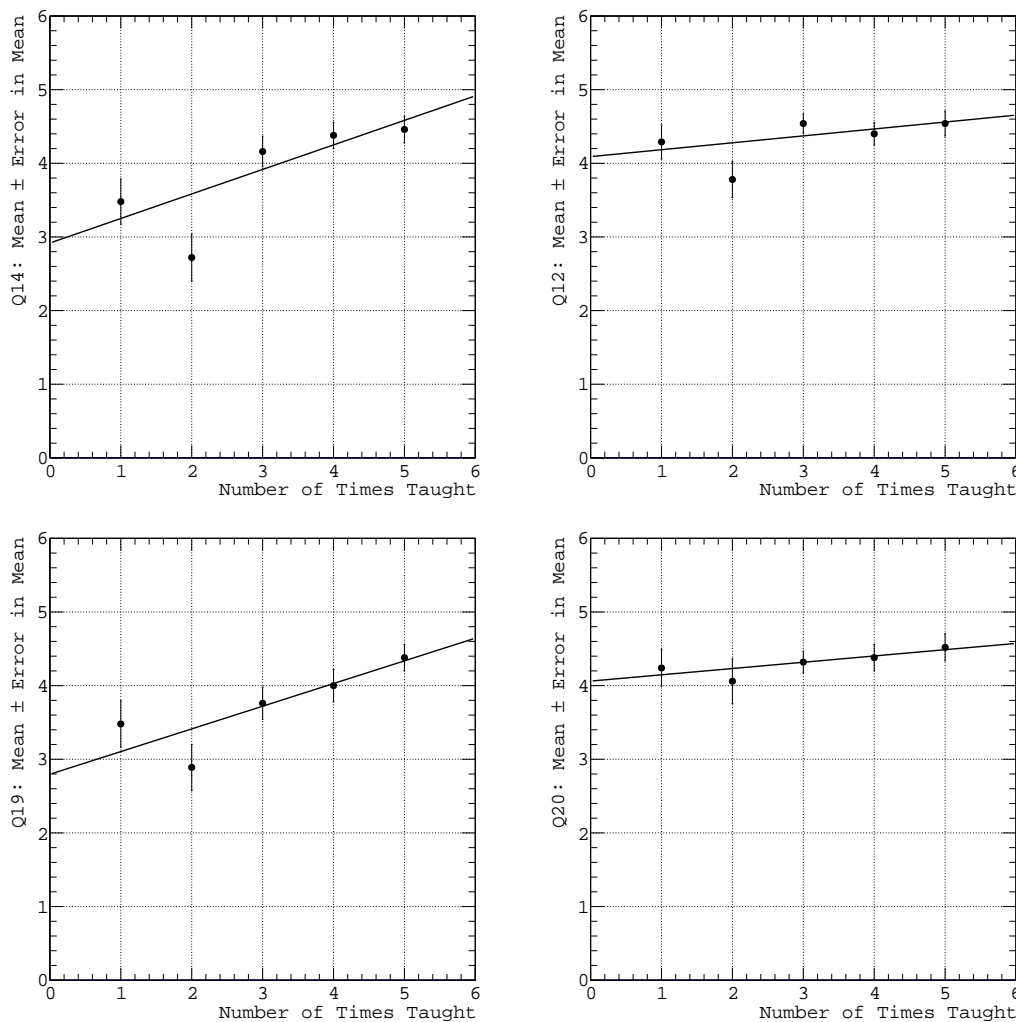 Q14: Mean ± Error in Mean
6
5
4
3
2
1
0
0 1 2 3 4 5 6
Number of Times Taught
Q12: Mean ± Error in Mean
6
5
4
3
2
1
0
0 1 2 3 4 5 6
Number of Times Taught
Q19: Mean ± Error in Mean
6
5
4
3
2
1
0
0 1 2 3 4 5 6
Number of Times Taught
Q20: Mean ± Error in Mean
6
5
4
3
2
1
0
0 1 2 3 4 5 6
Number of Times Taught